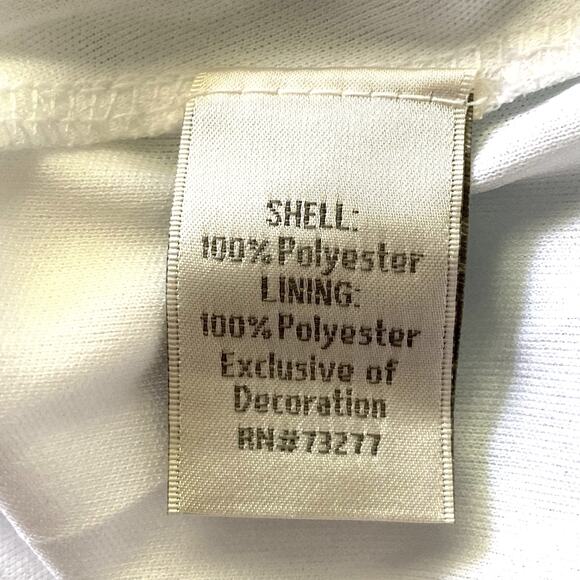 SHELL:
100% Polyester
LINING:
100% Polyester
Exclusive of
Decoration
RN#73277